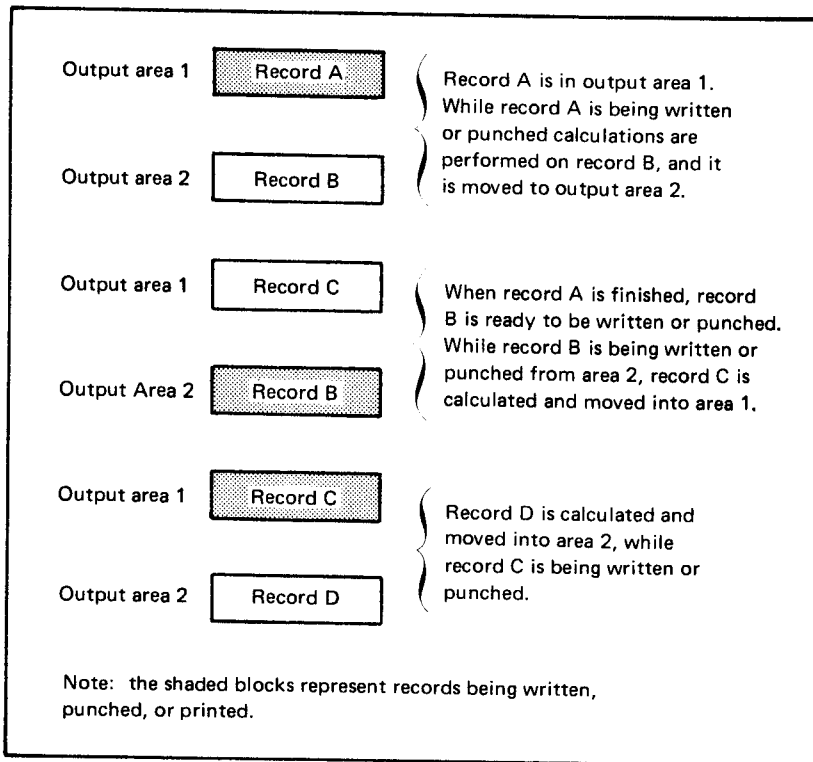 Output area 1
Record A
Record A is in output area 1.
While record A is being written
or punched calculations are
performed on record B, and it
is moved to output area 2.
Output area 2
Record B
Output area 1
Record C
When record A is finished, record
B is ready to be written or punched.
While record B is being written or
punched from area 2, record C is
calculated and moved into area 1.
Output Area 2
Record B
Output area 1
Record C
Record D is calculated and
moved into area 2, while
record C is being written or
punched.
Output area 2
Record D
Note: the shaded blocks represent records being written,
punched, or printed.